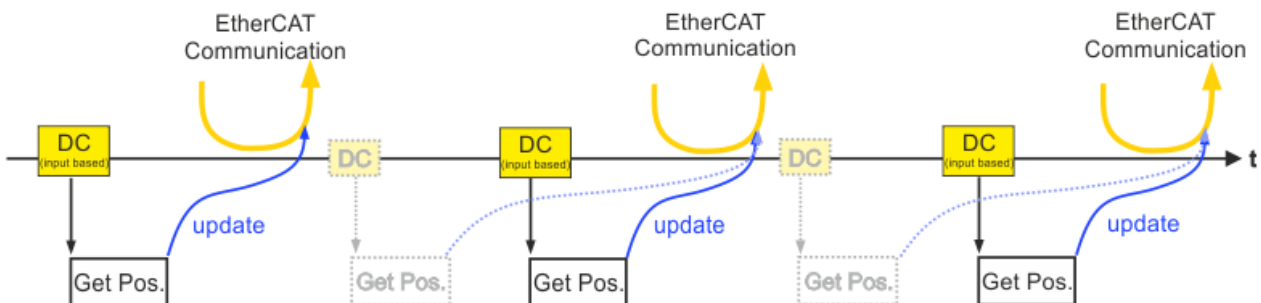 EtherCAT
Communication
EtherCAT
Communication
EtherCAT
Communication
DC
(input based)
DC
DC
(input based)
DC
DC
(input based)
t
update
update
update
Get Pos.
Get Pos.
Get Pos.
Get Pos.
Get Pos.